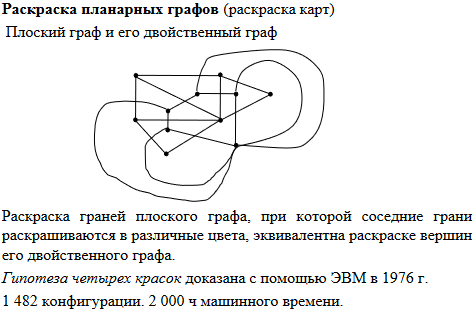 Раскраска планарных графов (раскраска карт)
Плоский граф и его двойственный граф
Раскраска граней плоского графа, при которой соседние грани
раскрашиваются в различные цвета, эквивалентна раскраске вершин
его двойственного графа.
Гипотеза четырех красок доказана с помощью ЭВМ в 1976 г.
1 482 конфигурации. 2 000 ч машинного времени.